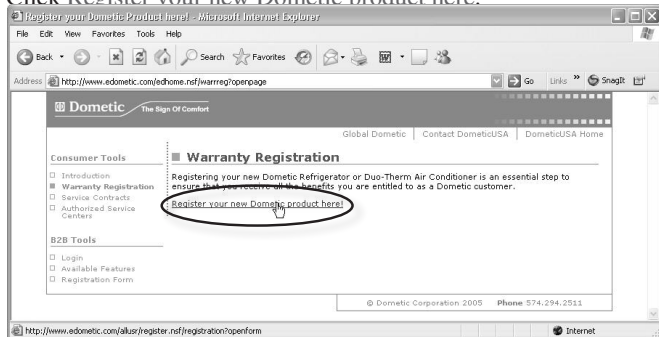 Click Register your new Dometic product here.
Register your Dometic Product here! - Microsoft Internet Explorer
File Edit View Favorites Tools Help
Back Search Favorites
Address http://www.edometic.com/edhome.nsf/warrreg?openpage Go Links » SnagIt
Dometic The Sign Of Comfort
Global Dometic Contact DometicUSA DometicUSA Home
Consumer Tools
Introduction
Warranty Registration
Service Contracts
Authorized Service
Centers
B2B Tools
Login
Available Features
Registration Form
Warranty Registration
Registering your new Dometic Refrigerator or Duo-Therm Air Conditioner is an essential step to
ensure that you receive all the benefits you are entitled to as a Dometic customer.
Register your new Dometic product here!
© Dometic Corporation 2005 Phone 574.294.2511
http://www.edometic.com/allusr/register.nsf/registration?openform Internet